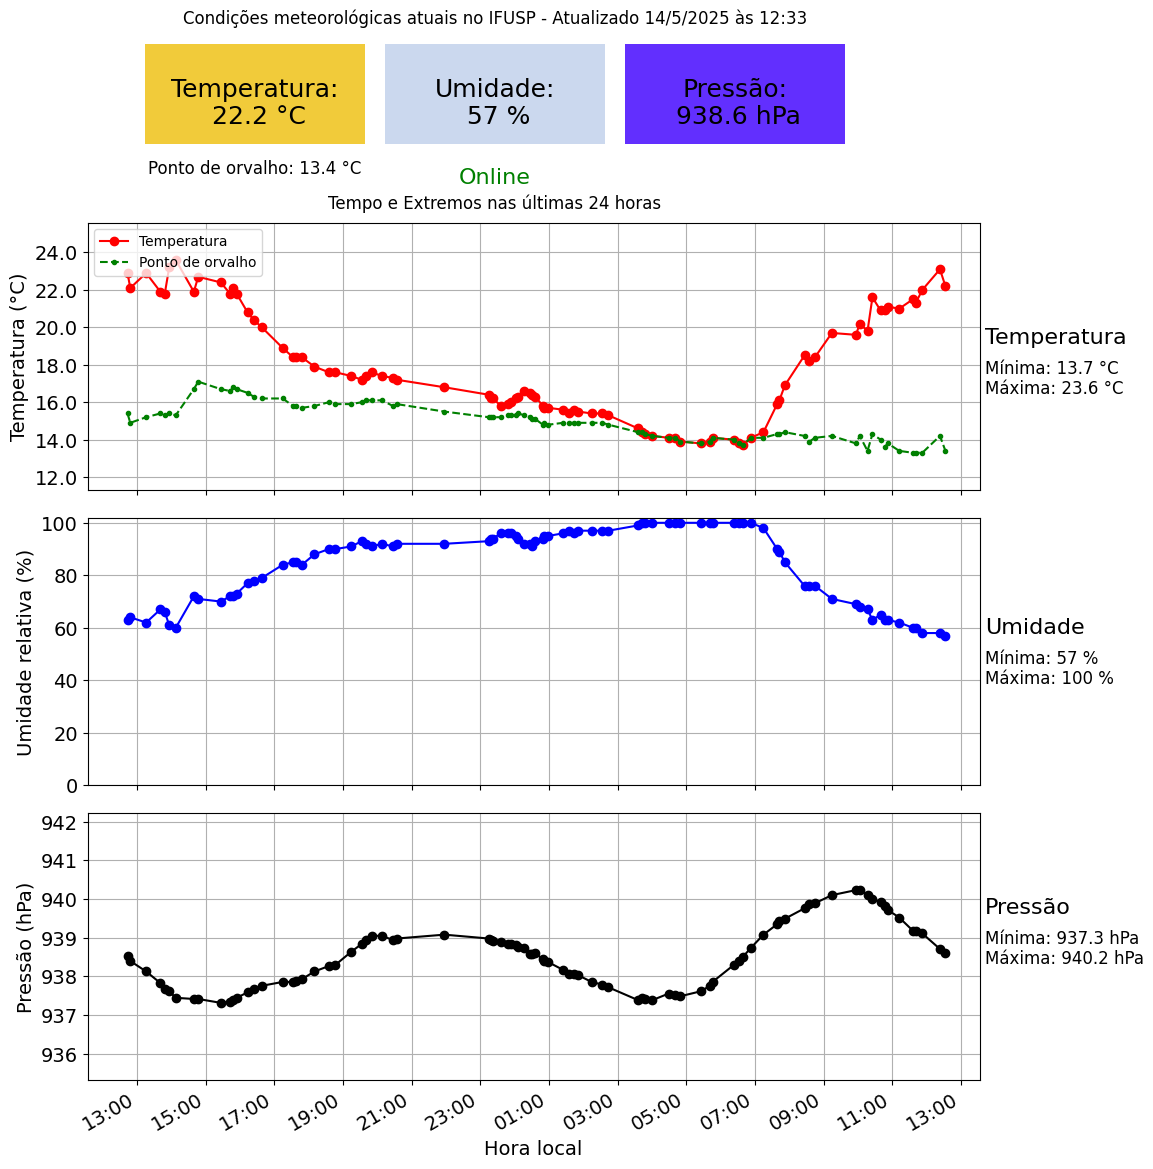 Condições meteorológicas atuais no IFUSP - Atualizado 14/5/2025 às 12:33
Temperatura:
22.2 °C
Umidade:
57 %
Pressão:
938.6 hPa
Ponto de orvalho: 13.4 °C
Online
Tempo e Extremos nas últimas 24 horas
Temperatura
Ponto de orvalho
Temperatura (°C)
24.0
22.0
20.0
18.0
16.0
14.0
12.0
Temperatura
Mínima: 13.7 °C
Máxima: 23.6 °C
Umidade relativa (%)
100
80
60
40
20
0
Umidade
Mínima: 57 %
Máxima: 100 %
Pressão (hPa)
942
941
940
939
938
937
936
Pressão
Mínima: 937.3 hPa
Máxima: 940.2 hPa
13:00 15:00 17:00 19:00 21:00 23:00 01:00 03:00 05:00 07:00 09:00 11:00 13:00
Hora local